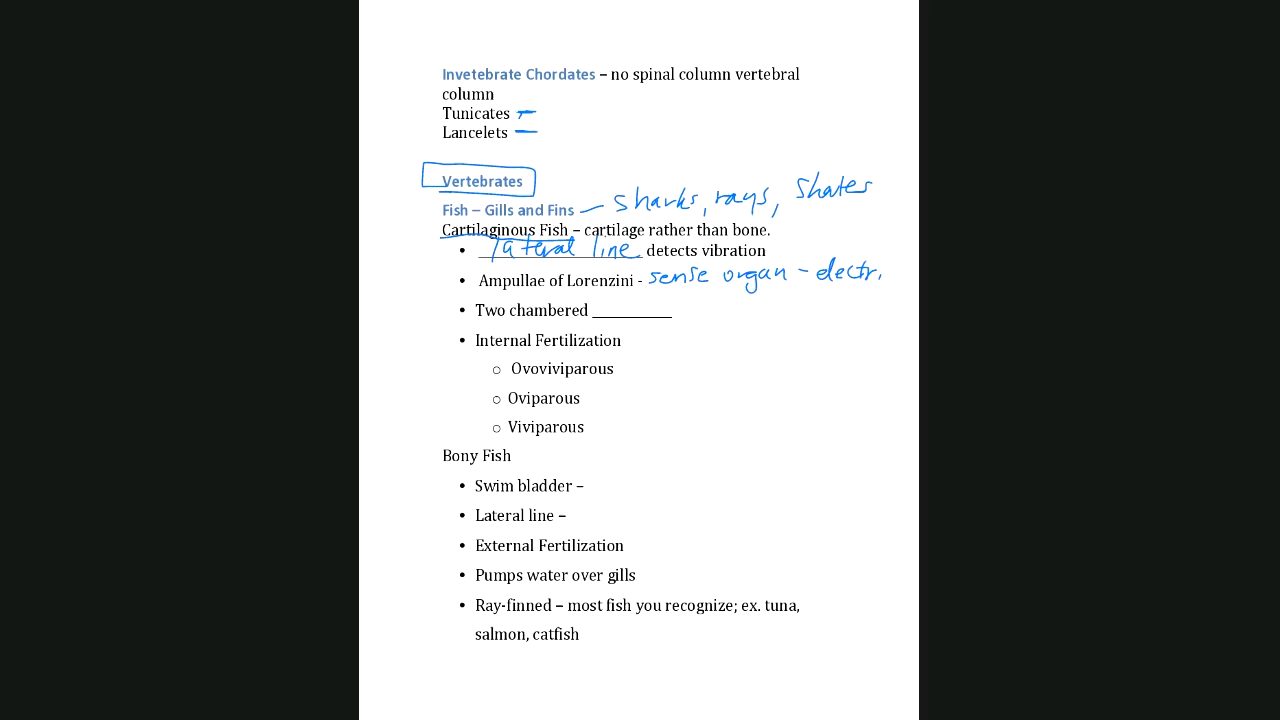 Invetebrate Chordates – no spinal column vertebral
column
Tunicates –
Lancelets –
Vertebrates
Fish – Gills and Fins – sharks, rays, skates
Cartilaginous Fish – cartilage rather than bone.
• lateral line detects vibration
• Ampullae of Lorenzini - sense organ - electr.
• Two chambered __________
• Internal Fertilization
○ Ovoviviparous
○ Oviparous
○ Viviparous
Bony Fish
• Swim bladder –
• Lateral line –
• External Fertilization
• Pumps water over gills
• Ray-finned – most fish you recognize; ex. tuna,
salmon, catfish